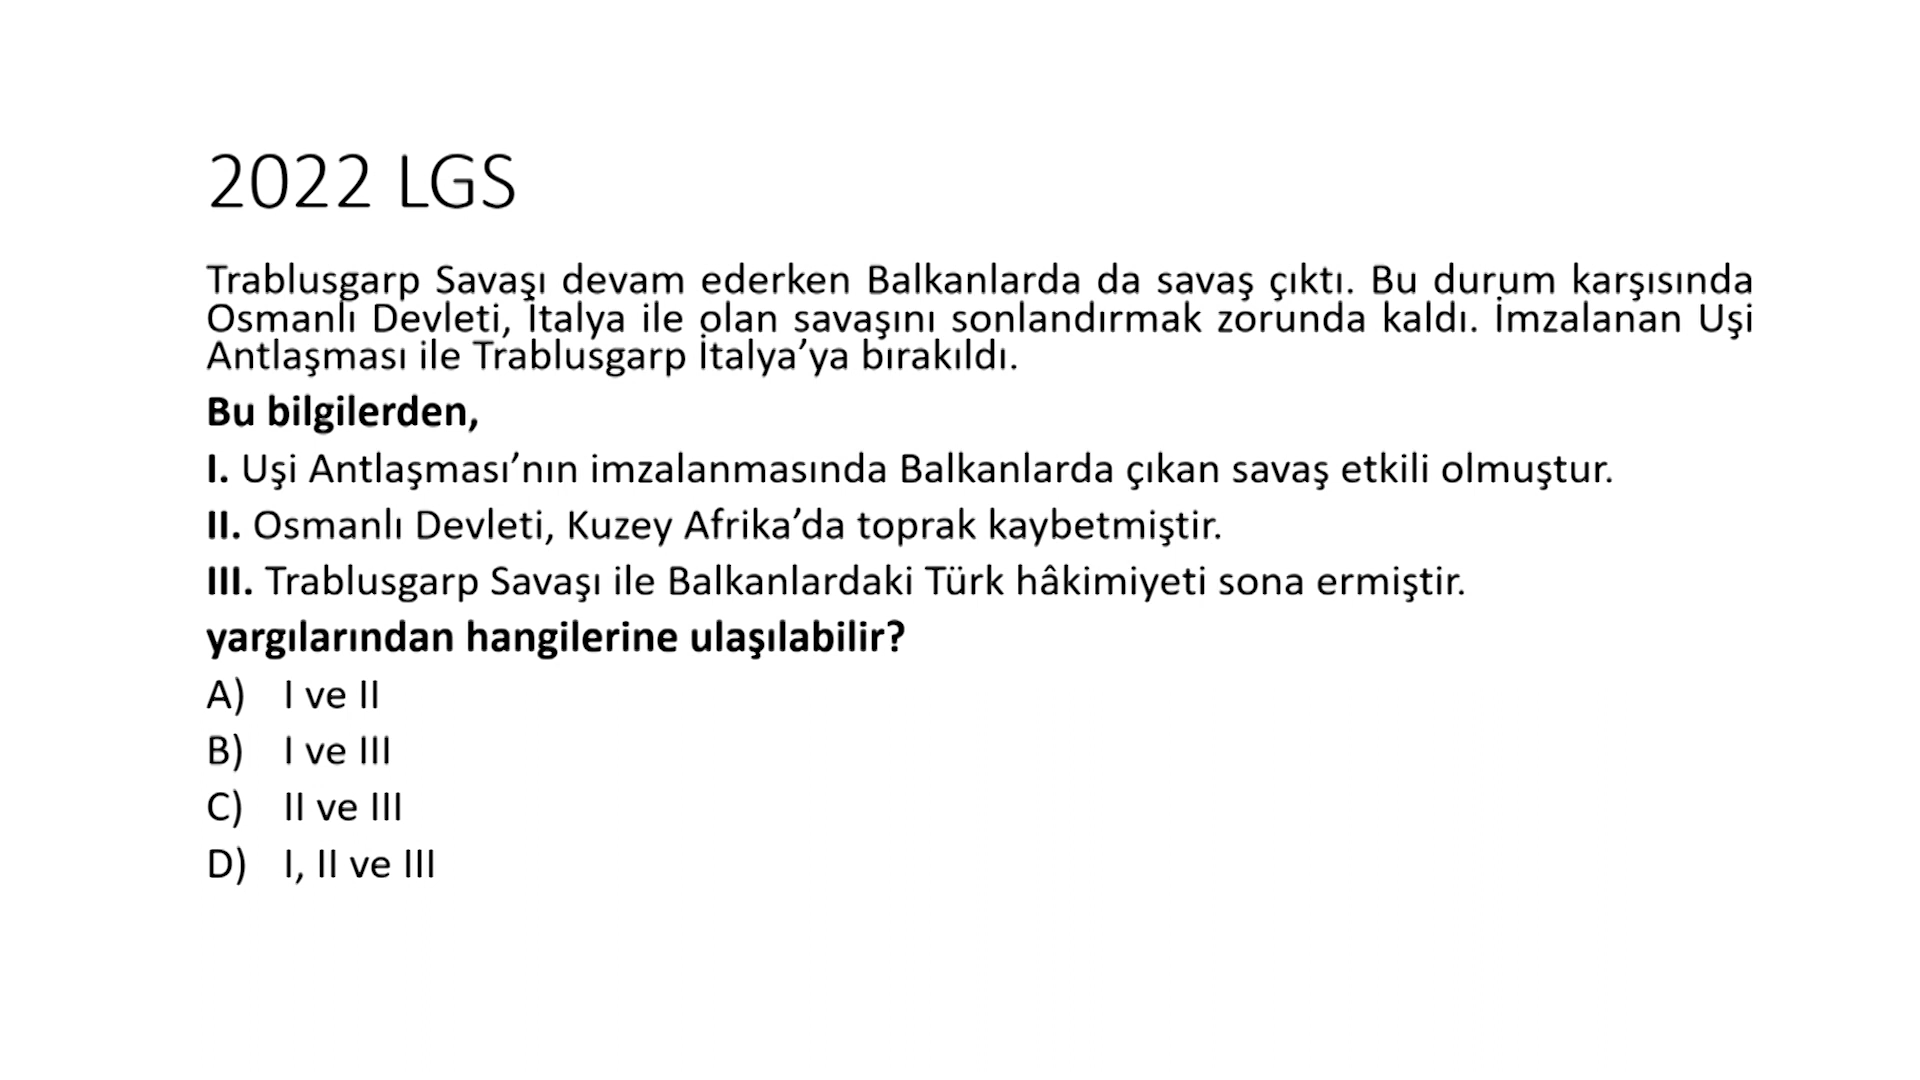 2022 LGS
Trablusgarp Savaşı devam ederken Balkanlarda da savaş çıktı. Bu durum karşısında
Osmanlı Devleti, İtalya ile olan savaşını sonlandırmak zorunda kaldı. İmzalanan Uşi
Antlaşması ile Trablusgarp İtalya’ya bırakıldı.
Bu bilgilerden,
I. Uşi Antlaşması’nın imzalanmasında Balkanlarda çıkan savaş etkili olmuştur.
II. Osmanlı Devleti, Kuzey Afrika’da toprak kaybetmiştir.
III. Trablusgarp Savaşı ile Balkanlardaki Türk hâkimiyeti sona ermiştir.
yargılarından hangilerine ulaşılabilir?
A) I ve II
B) I ve III
C) II ve III
D) I, II ve III